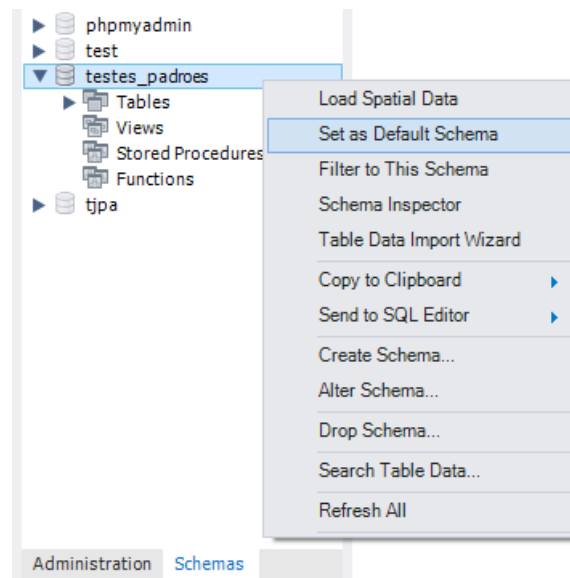 phpmyadmin
test
testes_padroes
Tables
Views
Stored Procedures
Functions
tjpa
Load Spatial Data
Set as Default Schema
Filter to This Schema
Schema Inspector
Table Data Import Wizard
Copy to Clipboard
Send to SQL Editor
Create Schema...
Alter Schema...
Drop Schema...
Search Table Data...
Refresh All
Administration Schemas